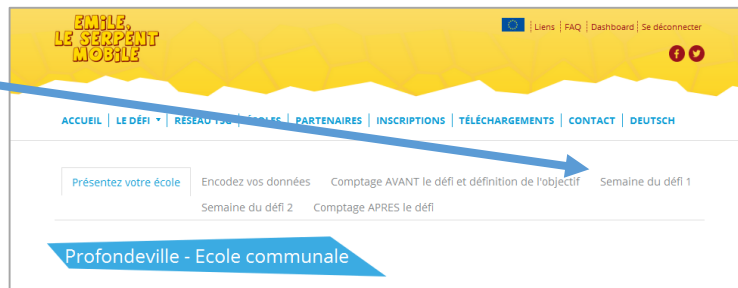 EMILE,
LE SERPENT
MOBILE
Liens | FAQ | Dashboard | Se déconnecter
ACCUEIL | LE DÉFI | RÉSEAU TSG | ÉCOLES | PARTENAIRES | INSCRIPTIONS | TÉLÉCHARGEMENTS | CONTACT | DEUTSCH
Présentez votre école Encodez vos données Comptage AVANT le défi et définition de l'objectif Semaine du défi 1
Semaine du défi 2 Comptage APRES le défi
Profondeville - Ecole communale